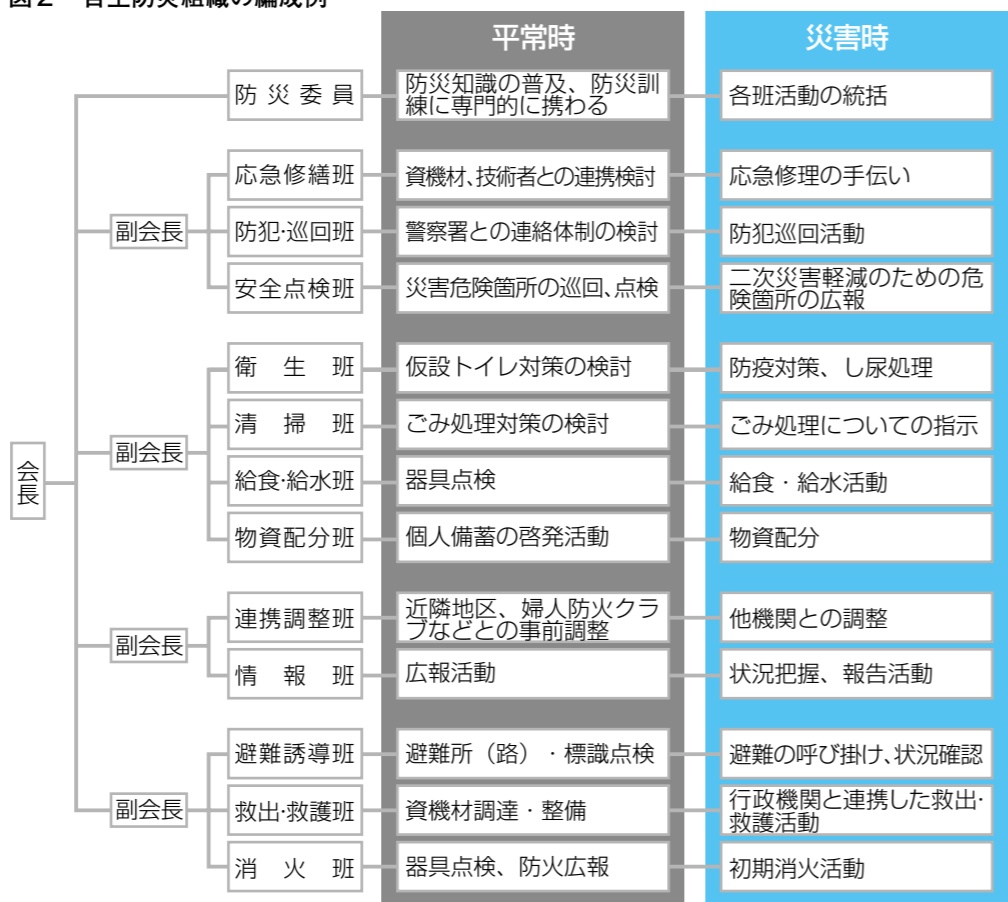 平常時
災害時
防災委員
防災知識の普及、防災訓
練に専門的に携わる
各班活動の統括
副会長
応急修繕班
資機材、技術者との連携検討
応急修理の手伝い
防犯・巡回班
警察署との連絡体制の検討
防犯巡回活動
安全点検班
災害危険箇所の巡回、点検
二次災害軽減のための危
険箇所の広報
会長
副会長
衛生班
仮設トイレ対策の検討
防疫対策、し尿処理
清掃班
ごみ処理対策の検討
ごみ処理についての指示
給食・給水班
器具点検
給食・給水活動
物資配分班
個人備蓄の啓発活動
物資配分
副会長
連携調整班
近隣地区、婦人防火クラ
ブなどとの事前調整
他機関との調整
情報班
広報活動
状況把握、報告活動
副会長
避難誘導班
避難所（路）・標識点検
避難の呼び掛け、状況確認
救出・救護班
資機材調達・整備
行政機関と連携した救出・
救護活動
消火班
器具点検、防火広報
初期消火活動